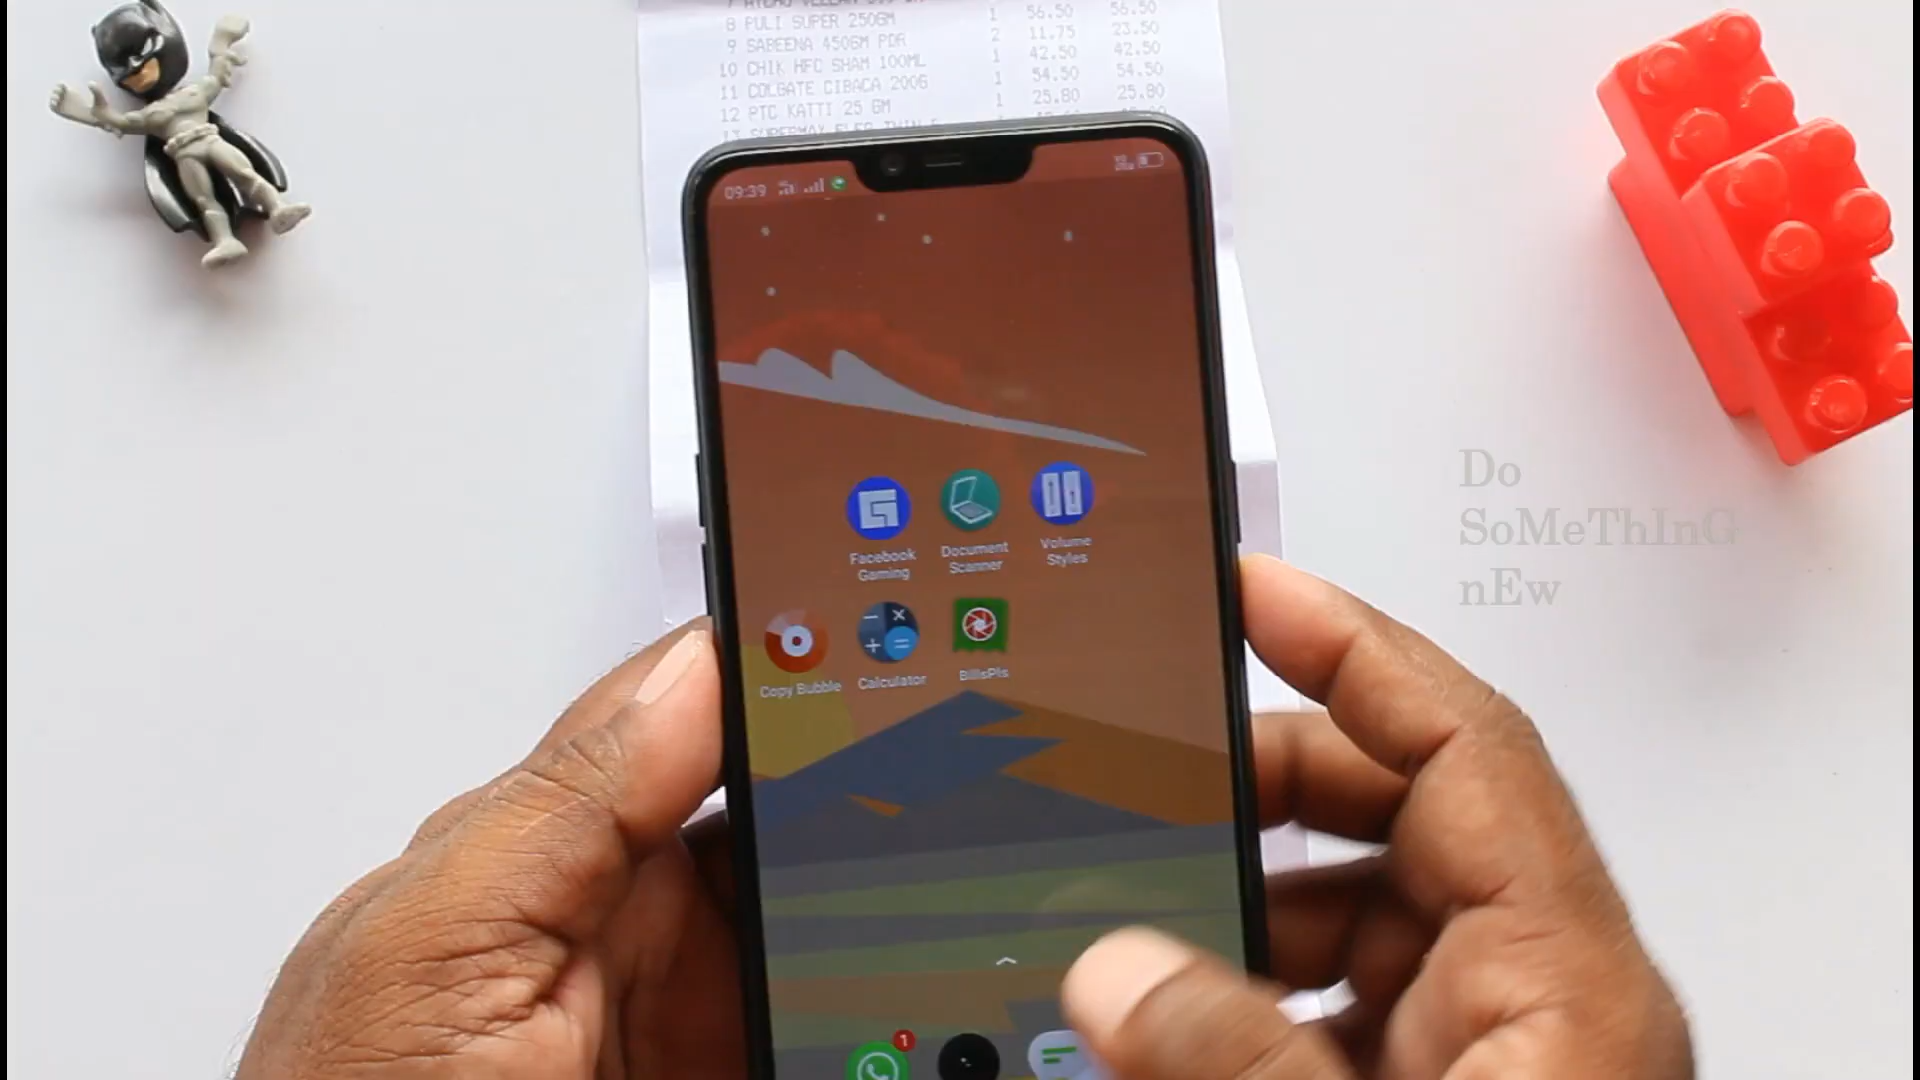 8 PULI SUPER 250GM 1 56.50 56.50
9 SABEENA 450GM PDR 2 11.75 23.50
10 CHIK HFC SHAM 100ML 1 42.50 42.50
11 COLGATE CIBACA 200G 1 54.50 54.50
12 PTC KATTI 25 GM 1 25.80 25.80
09:39
Facebook
Gaming
Document
Scanner
Volume
Styles
Copy Bubble
Calculator
BillsPls
1
Do
SoMeThInG
nEw